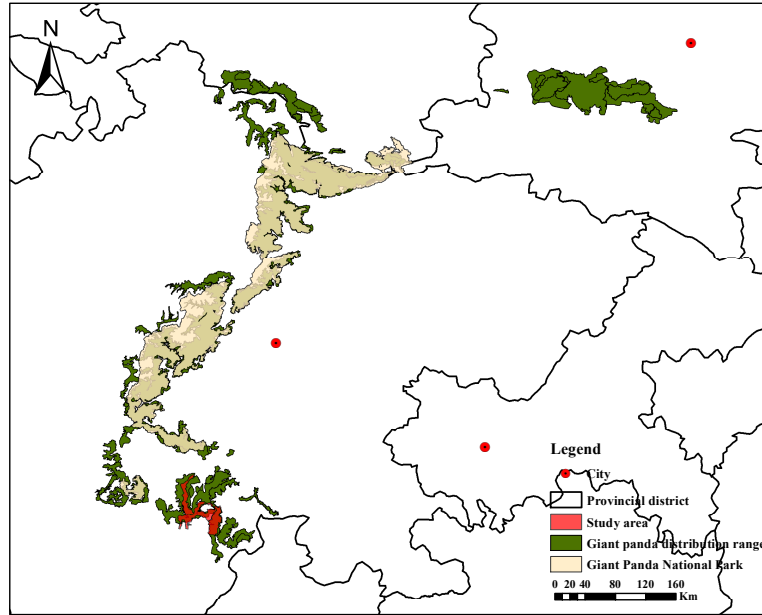 N
Legend
City
Provincial district
Study area
Giant panda distribution range
Giant Panda National Park
0 20 40 80 120 160
Km